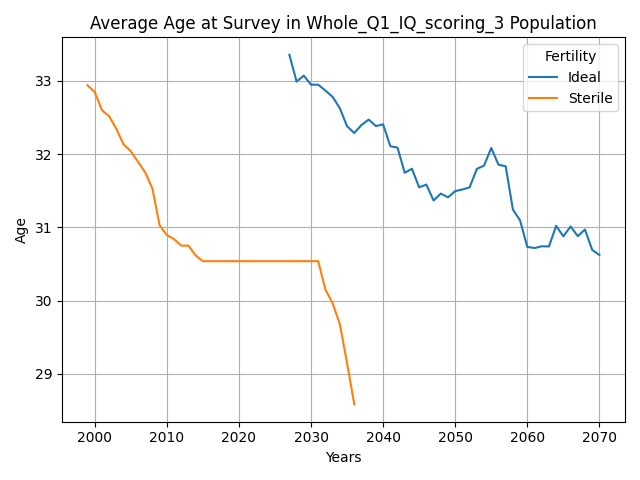 Average Age at Survey in Whole_Q1_IQ_scoring_3 Population
Fertility
Ideal
Sterile
33
32
31
30
29
Age
2000 2010 2020 2030 2040 2050 2060 2070
Years